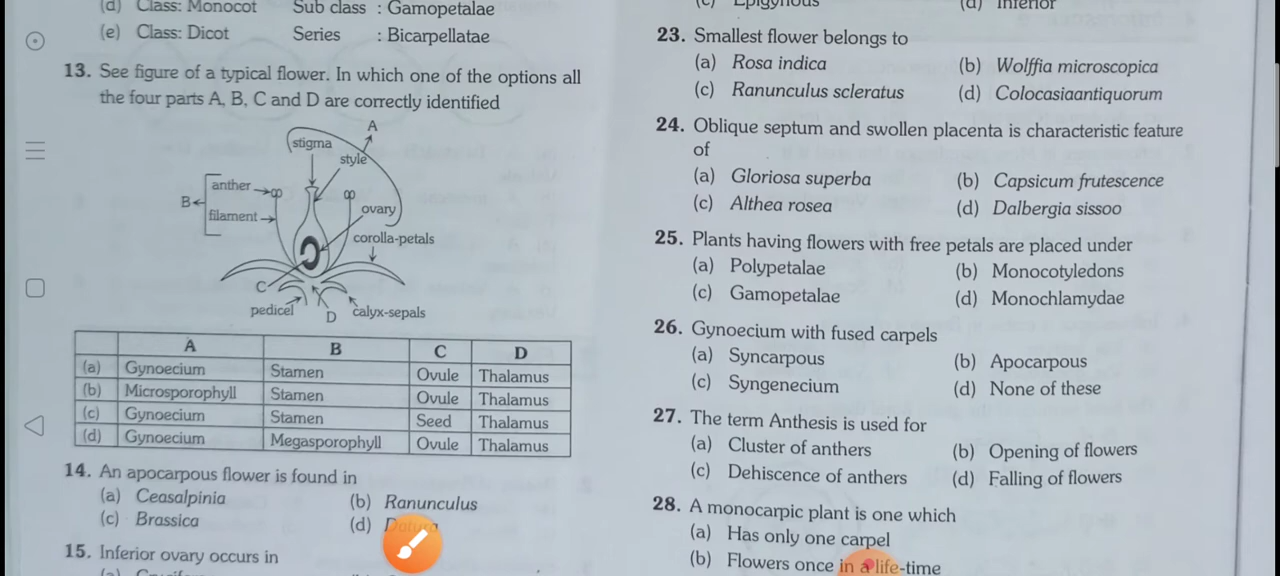 (d) Class: Monocot Sub class : Gamopetalae
(e) Class: Dicot Series : Bicarpellatae
13. See figure of a typical flower. In which one of the options all
the four parts A, B, C and D are correctly identified
A
stigma
style
anther
B
filament
ovary
corolla-petals
C
pedicel
D
calyx-sepals
A B C D
(a) Gynoecium Stamen Ovule Thalamus
(b) Microsporophyll Stamen Ovule Thalamus
(c) Gynoecium Stamen Seed Thalamus
(d) Gynoecium Megasporophyll Ovule Thalamus
14. An apocarpous flower is found in
(a) Ceasalpinia (b) Ranunculus
(c) Brassica (d) Datura
15. Inferior ovary occurs in
(c) Epigynous (d) Inferior
23. Smallest flower belongs to
(a) Rosa indica (b) Wolffia microscopica
(c) Ranunculus scleratus (d) Colocasiaantiquorum
24. Oblique septum and swollen placenta is characteristic feature
of
(a) Gloriosa superba (b) Capsicum frutescence
(c) Althea rosea (d) Dalbergia sissoo
25. Plants having flowers with free petals are placed under
(a) Polypetalae (b) Monocotyledons
(c) Gamopetalae (d) Monochlamydae
26. Gynoecium with fused carpels
(a) Syncarpous (b) Apocarpous
(c) Syngenecium (d) None of these
27. The term Anthesis is used for
(a) Cluster of anthers (b) Opening of flowers
(c) Dehiscence of anthers (d) Falling of flowers
28. A monocarpic plant is one which
(a) Has only one carpel
(b) Flowers once in a life-time